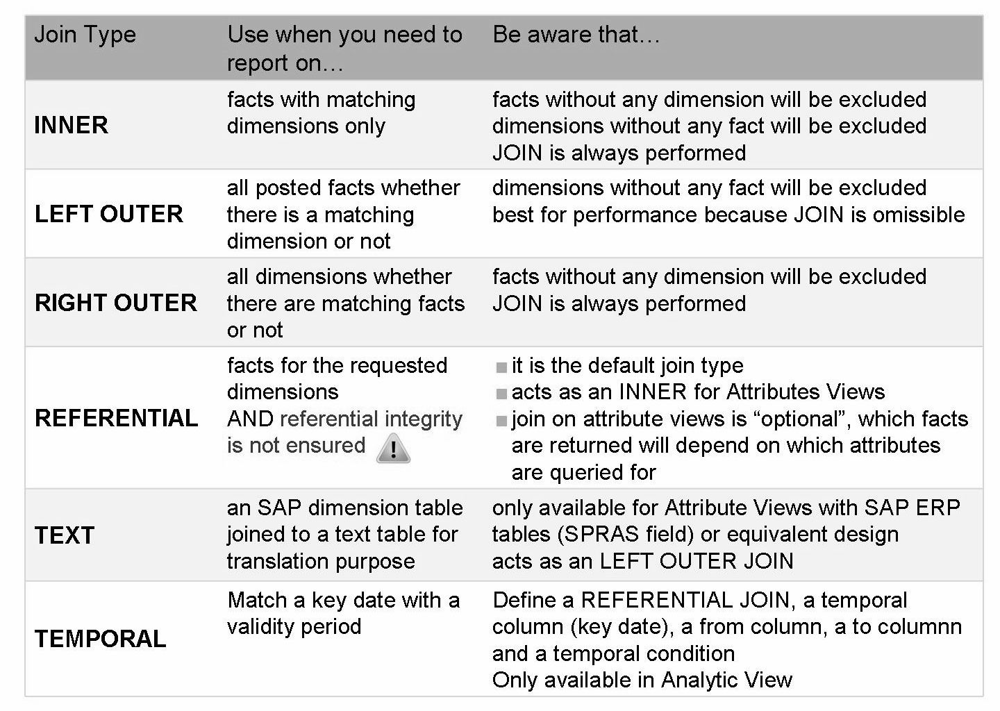 Join Type
Use when you need to
report on…
Be aware that…
INNER
facts with matching
dimensions only
facts without any dimension will be excluded
dimensions without any fact will be excluded
JOIN is always performed
LEFT OUTER
all posted facts whether
there is a matching
dimension or not
dimensions without any fact will be excluded
best for performance because JOIN is omissible
RIGHT OUTER
all dimensions whether
there are matching facts
or not
facts without any dimension will be excluded
JOIN is always performed
REFERENTIAL
facts for the requested
dimensions
AND referential integrity
is not ensured
!
it is the default join type
acts as an INNER for Attributes Views
join on attribute views is “optional”, which facts
are returned will depend on which attributes
are queried for
TEXT
an SAP dimension table
joined to a text table for
translation purpose
only available for Attribute Views with SAP ERP
tables (SPRAS field) or equivalent design
acts as an LEFT OUTER JOIN
TEMPORAL
Match a key date with a
validity period
Define a REFERENTIAL JOIN, a temporal
column (key date), a from column, a to columnn
and a temporal condition
Only available in Analytic View